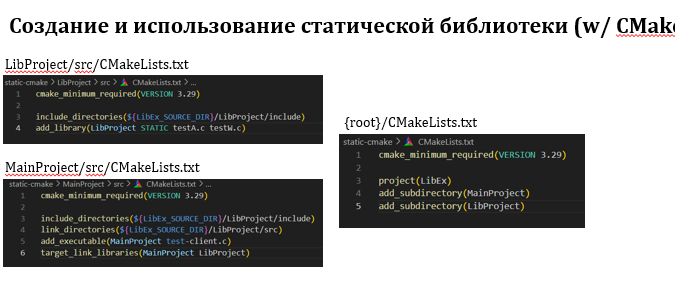 Создание и использование статической библиотеки (w/ CMake
LibProject/src/CMakeLists.txt
static-cmake > LibProject > src > CMakeLists.txt > ...
1 cmake_minimum_required(VERSION 3.29)
2
3 include_directories(${LibEx_SOURCE_DIR}/LibProject/include)
4 add_library(LibProject STATIC testA.c testW.c)
MainProject/src/CMakeLists.txt
static-cmake > MainProject > src > CMakeLists.txt > ...
1 cmake_minimum_required(VERSION 3.29)
2
3 include_directories(${LibEx_SOURCE_DIR}/LibProject/include)
4 link_directories(${LibEx_SOURCE_DIR}/LibProject/src)
5 add_executable(MainProject test-client.c)
6 target_link_libraries(MainProject LibProject)
{root}/CMakeLists.txt
static-cmake > CMakeLists.txt
1 cmake_minimum_required(VERSION 3.29)
2
3 project(LibEx)
4 add_subdirectory(MainProject)
5 add_subdirectory(LibProject)